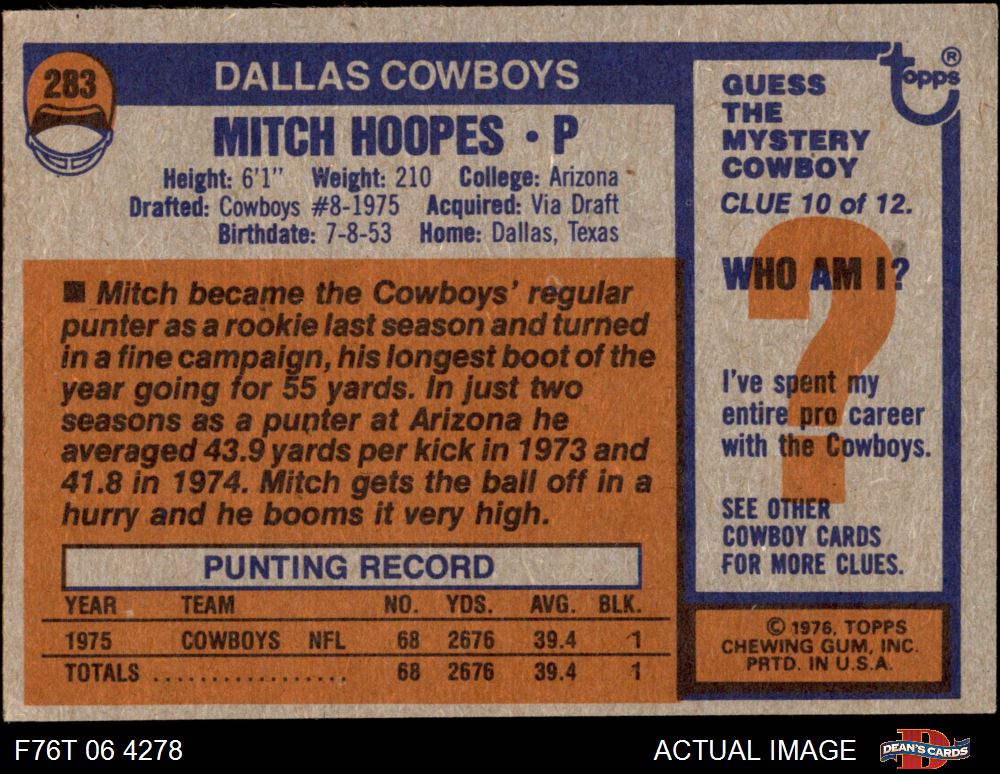 283
DALLAS COWBOYS
MITCH HOOPES • P
Height: 6'1" Weight: 210 College: Arizona
Drafted: Cowboys #8-1975 Acquired: Via Draft
Birthdate: 7-8-53 Home: Dallas, Texas
■ Mitch became the Cowboys' regular
punter as a rookie last season and turned
in a fine campaign, his longest boot of the
year going for 55 yards. In just two
seasons as a punter at Arizona he
averaged 43.9 yards per kick in 1973 and
41.8 in 1974. Mitch gets the ball off in a
hurry and he booms it very high.
PUNTING RECORD
YEAR TEAM NO. YDS. AVG. BLK.
1975 COWBOYS NFL 68 2676 39.4 1
TOTALS .................. 68 2676 39.4 1
topps ®
GUESS
THE
MYSTERY
COWBOY
CLUE 10 of 12.
WHO AM I?
?
I've spent my
entire pro career
with the Cowboys.
SEE OTHER
COWBOY CARDS
FOR MORE CLUES.
© 1976, TOPPS
CHEWING GUM, INC.
PRTD. IN U.S.A.
F76T 06 4278
ACTUAL IMAGE
DEAN'S CARDS